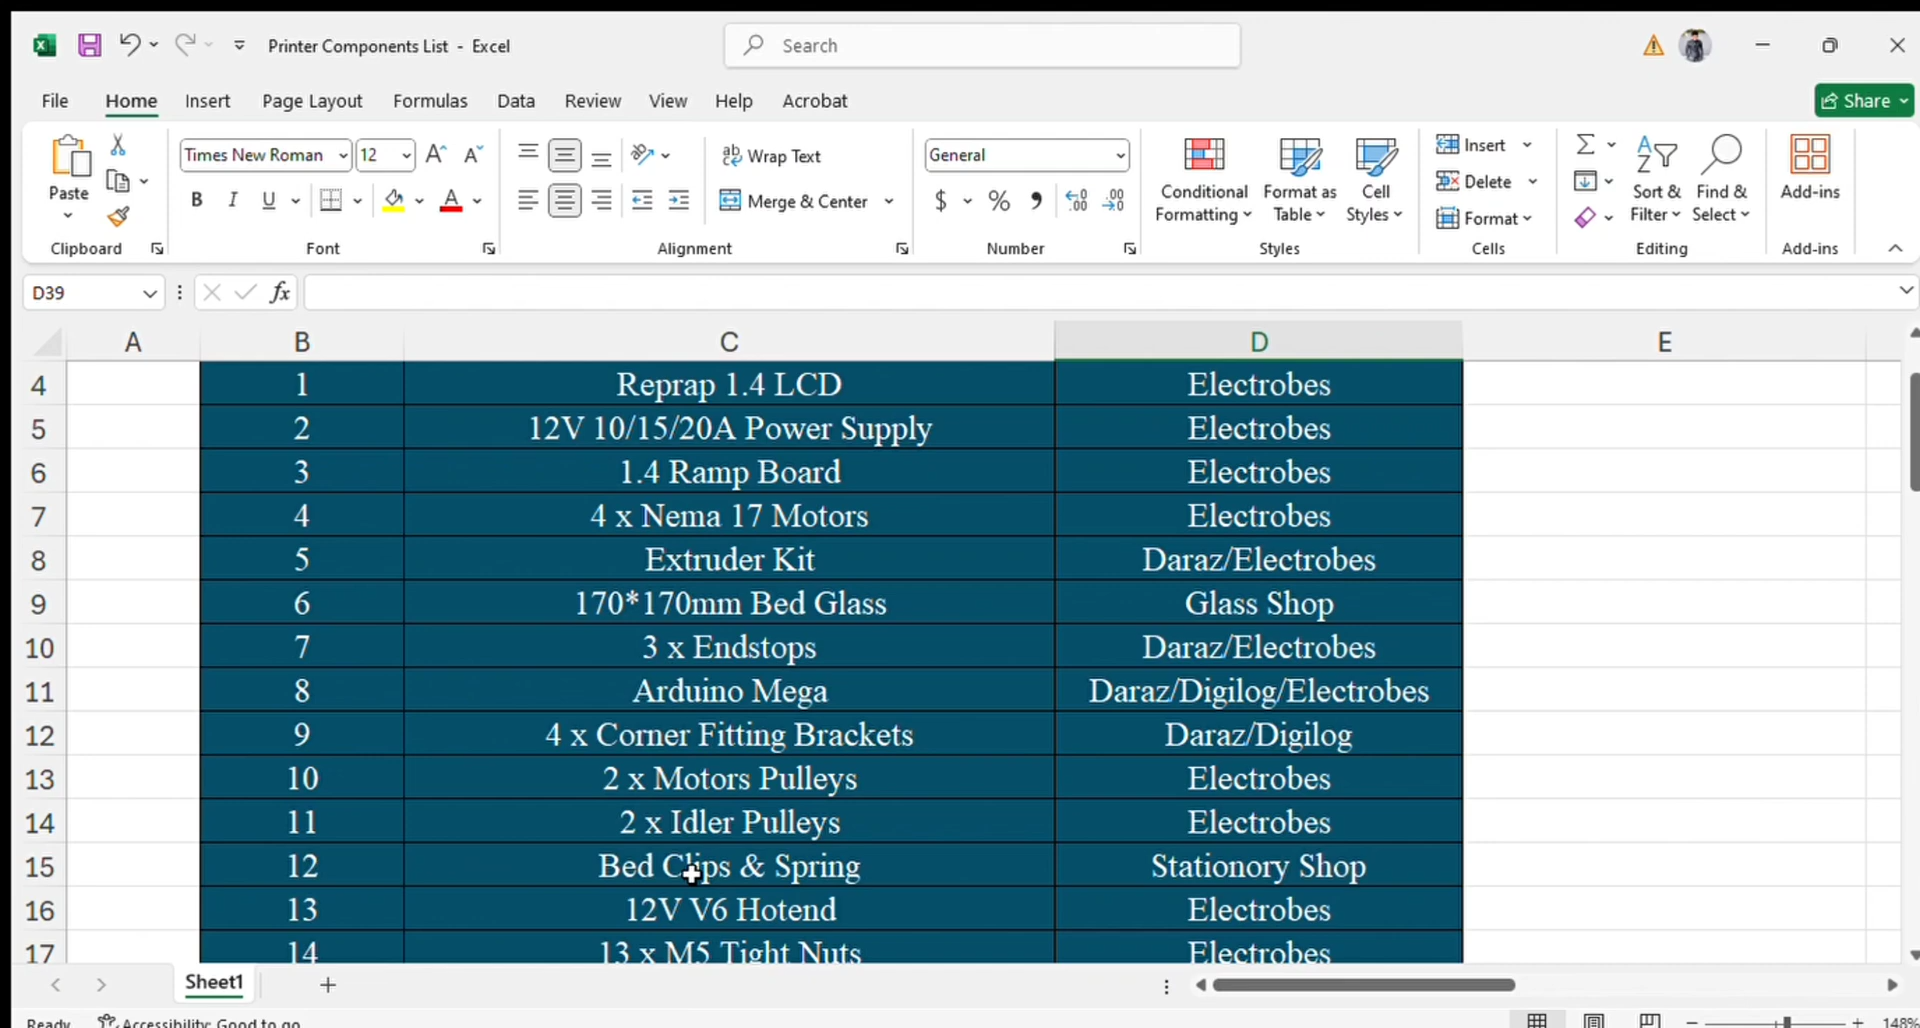 Printer Components List - Excel
Search
File Home Insert Page Layout Formulas Data Review View Help Acrobat
Share
Paste
Clipboard
Times New Roman 12
B I U
Font
Wrap Text
Merge & Center
Alignment
General
$ % 9
Number
Conditional Formatting
Format as Table
Cell Styles
Styles
Insert
Delete
Format
Cells
Sort & Filter
Find & Select
Editing
Add-ins
Add-ins
D39
fx
A B C D E
4 1 Reprap 1.4 LCD Electrobes
5 2 12V 10/15/20A Power Supply Electrobes
6 3 1.4 Ramp Board Electrobes
7 4 4 x Nema 17 Motors Electrobes
8 5 Extruder Kit Daraz/Electrobes
9 6 170*170mm Bed Glass Glass Shop
10 7 3 x Endstops Daraz/Electrobes
11 8 Arduino Mega Daraz/Digilog/Electrobes
12 9 4 x Corner Fitting Brackets Daraz/Digilog
13 10 2 x Motors Pulleys Electrobes
14 11 2 x Idler Pulleys Electrobes
15 12 Bed Clips & Spring Stationory Shop
16 13 12V V6 Hotend Electrobes
17 14 13 x M5 Tight Nuts Electrobes
Sheet1
Ready Accessibility: Good to go 148%